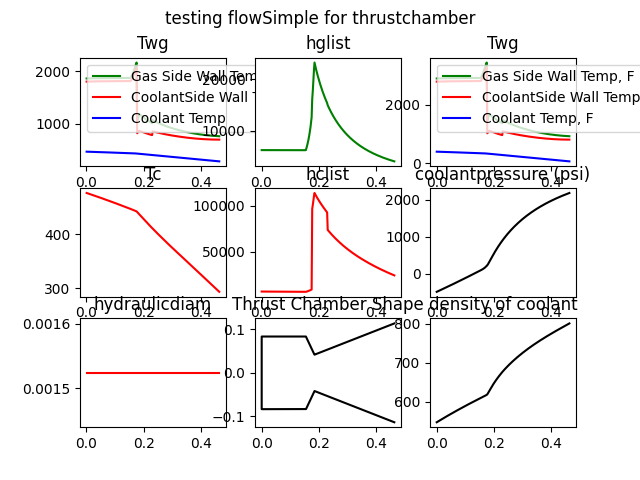 testing flowSimple for thrustchamber
Twg
hglist
Twg
2000
1000
Gas Side Wall Tem
CoolantSide Wall
Coolant Temp
20000
10000
2000
0
Gas Side Wall Temp, F
CoolantSide Wall Temp
Coolant Temp, F
0.0 0.2 0.4
0.0 0.2 0.4
0.0 0.2 0.4
Tc
hclist
coolantpressure (psi)
400
300
100000
50000
2000
1000
0
0.0 0.2 0.4
0.0 0.2 0.4
0.0 0.2 0.4
hydraulicdiam
Thrust Chamber Shape
density of coolant
0.0016
0.0015
0.1
0.0
−0.1
800
700
600
0.0 0.2 0.4
0.0 0.2 0.4
0.0 0.2 0.4